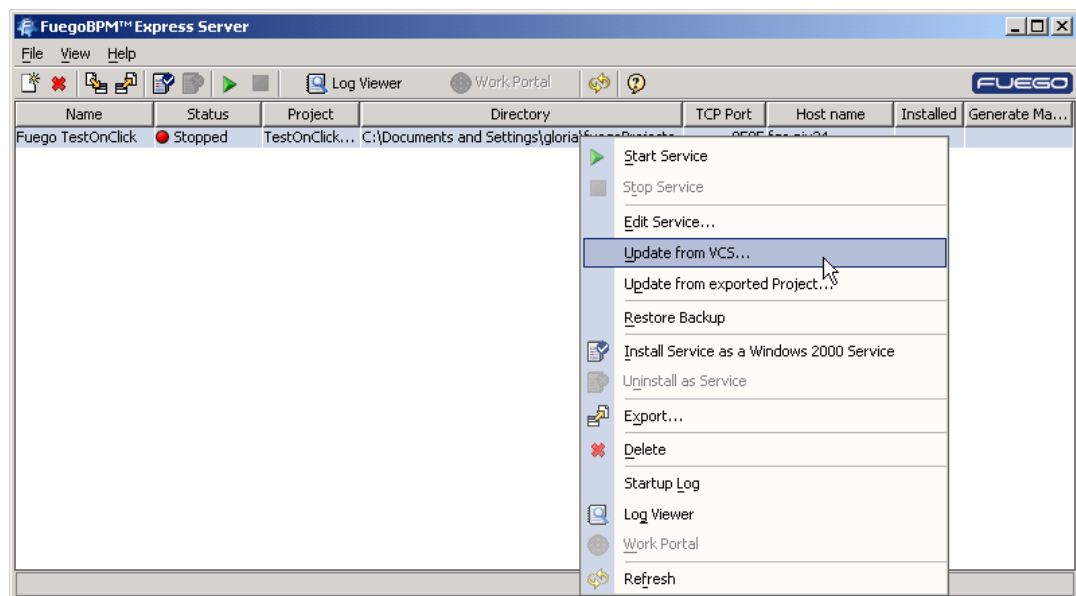 FuegoBPM™ Express Server
File View Help
Log Viewer Work Portal FUEGO
Name Status Project Directory TCP Port Host name Installed Generate Ma...
Fuego TestOnClick Stopped TestOnClick... C:\Documents and Settings\gloria\
Start Service
Stop Service
Edit Service...
Update from VCS...
Update from exported Project...
Restore Backup
Install Service as a Windows 2000 Service
Uninstall as Service
Export...
Delete
Startup Log
Log Viewer
Work Portal
Refresh